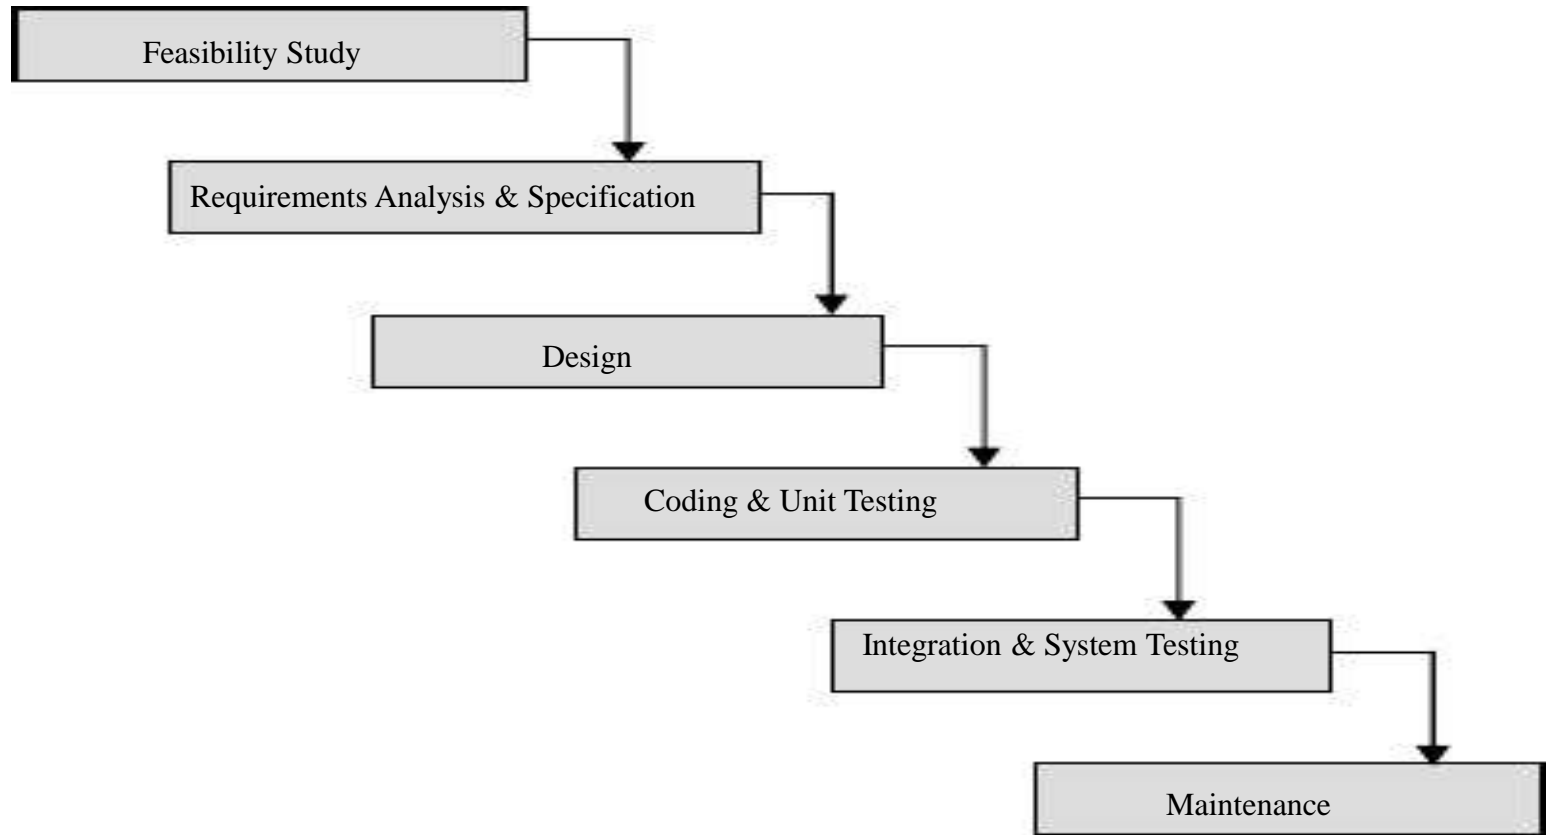 Feasibility Study
Requirements Analysis & Specification
Design
Coding & Unit Testing
Integration & System Testing
Maintenance